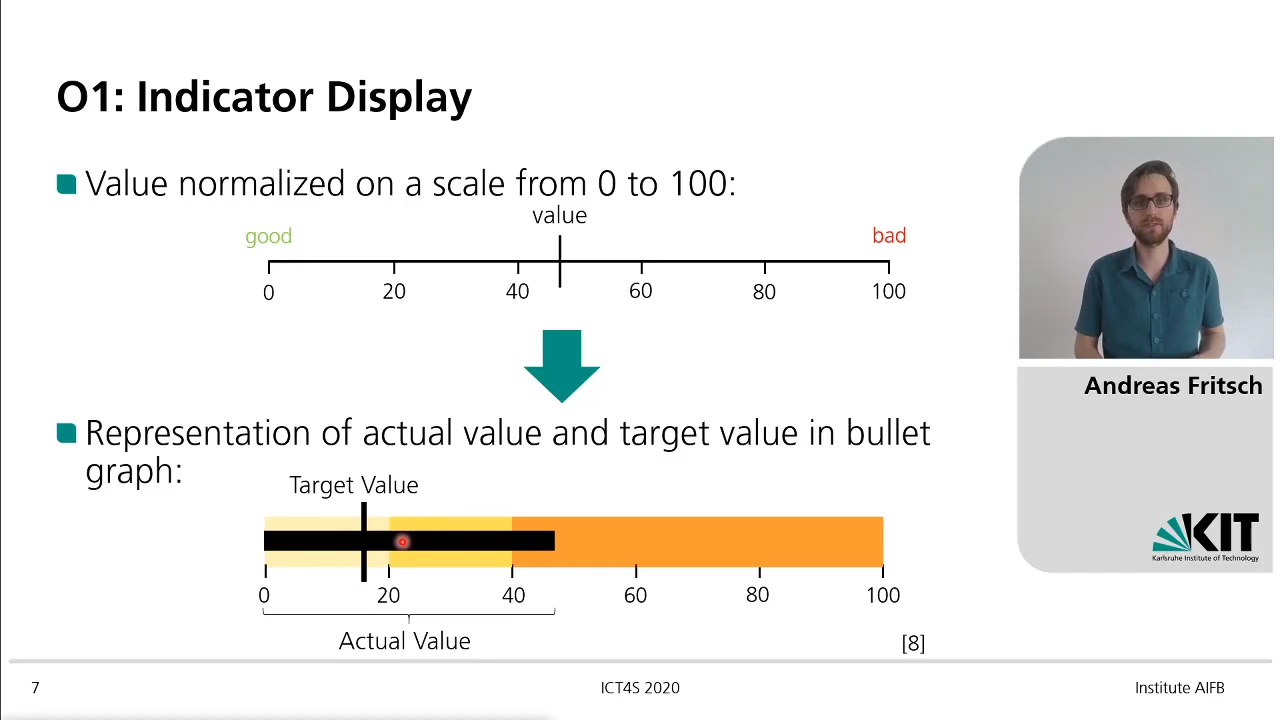 O1: Indicator Display
Value normalized on a scale from 0 to 100:
value
good
bad
0 20 40 60 80 100
Representation of actual value and target value in bullet
graph:
Target Value
0 20 40 60 80 100
Actual Value
[8]
Andreas Fritsch
KIT
Karlsruhe Institute of Technology
7
ICT4S 2020
Institute AIFB